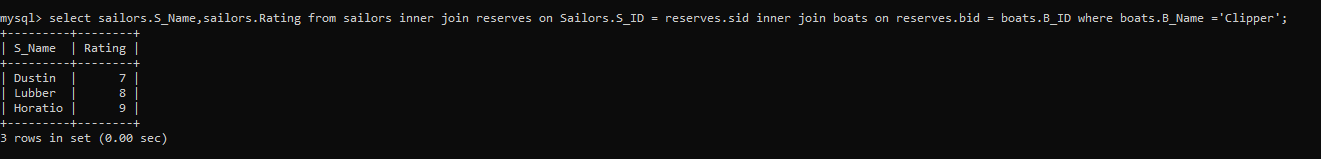 mysql> select sailors.S_Name,sailors.Rating from sailors inner join reserves on Sailors.S_ID = reserves.sid inner join boats on reserves.bid = boats.B_ID where boats.B_Name ='Clipper';
+---------+--------+
| S_Name  | Rating |
+---------+--------+
| Dustin  |      7 |
| Lubber  |      8 |
| Horatio |      9 |
+---------+--------+
3 rows in set (0.00 sec)